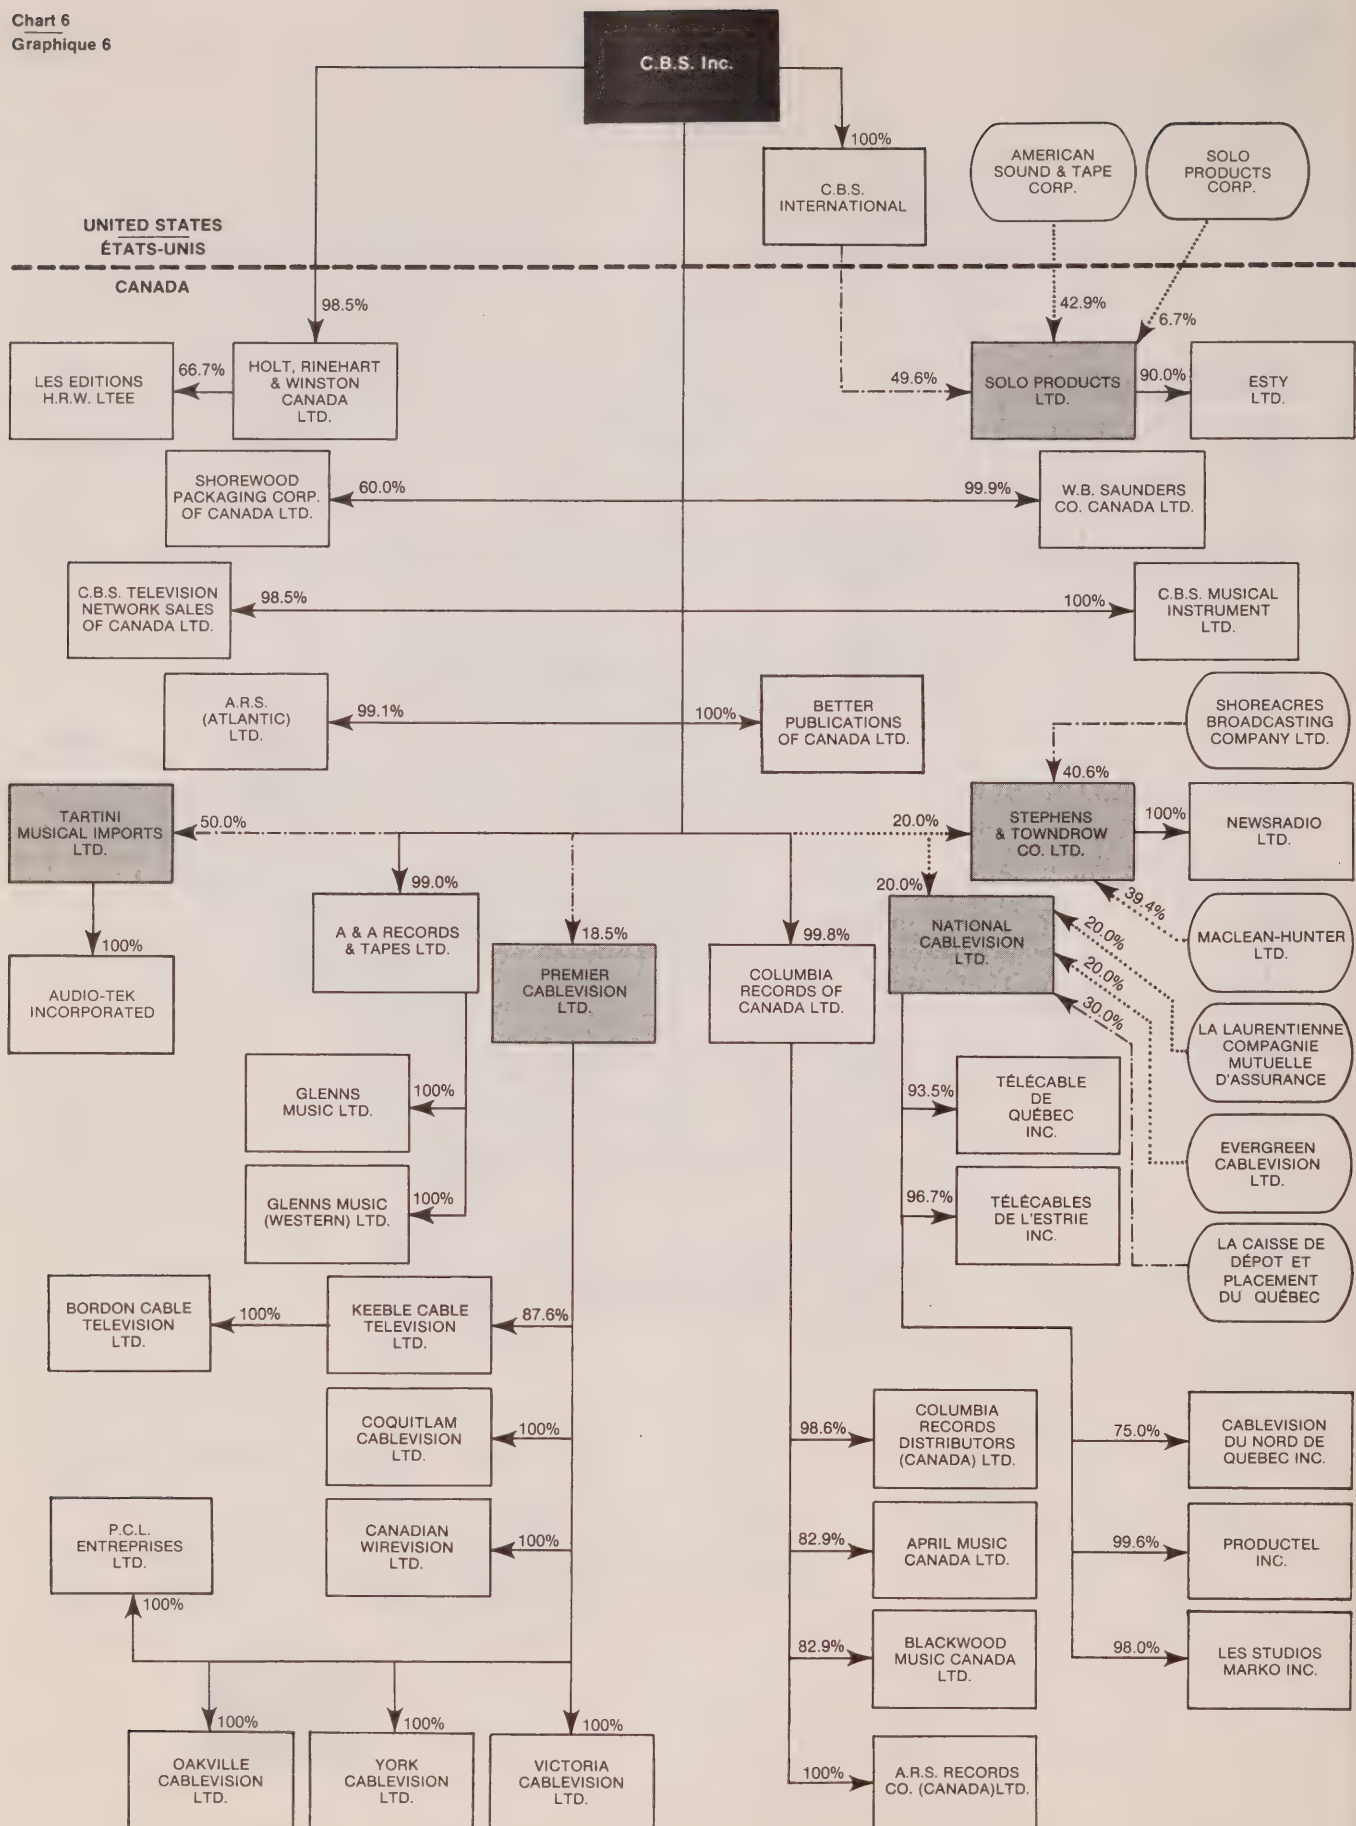 Chart 6
Graphique 6
C.B.S. Inc.
100%
C.B.S.
INTERNATIONAL
AMERICAN
SOUND & TAPE
CORP.
SOLO
PRODUCTS
CORP.
UNITED STATES
ÉTATS-UNIS
CANADA
98.5%
42.9%
6.7%
LES EDITIONS
H.R.W. LTEE
66.7%
HOLT, RINEHART
& WINSTON
CANADA
LTD.
49.6%
SOLO PRODUCTS
LTD.
90.0%
ESTY
LTD.
SHOREWOOD
PACKAGING CORP.
OF CANADA LTD.
60.0%
99.9%
W.B. SAUNDERS
CO. CANADA LTD.
C.B.S. TELEVISION
NETWORK SALES
OF CANADA LTD.
98.5%
100%
C.B.S. MUSICAL
INSTRUMENT
LTD.
A.R.S.
(ATLANTIC)
LTD.
99.1%
100%
BETTER
PUBLICATIONS
OF CANADA LTD.
SHOREACRES
BROADCASTING
COMPANY LTD.
40.6%
TARTINI
MUSICAL IMPORTS
LTD.
50.0%
20.0%
STEPHENS
& TOWNDROW
CO. LTD.
100%
NEWSRADIO
LTD.
99.0%
20.0%
39.4%
A & A RECORDS
& TAPES LTD.
18.5%
99.8%
NATIONAL
CABLEVISION
LTD.
20.0%
20.0%
30.0%
MACLEAN-HUNTER
LTD.
100%
AUDIO-TEK
INCORPORATED
PREMIER
CABLEVISION
LTD.
COLUMBIA
RECORDS OF
CANADA LTD.
LA LAURENTIENNE
COMPAGNIE
MUTUELLE
D'ASSURANCE
GLENNS
MUSIC LTD.
100%
93.5%
TÉLÉCABLE
DE
QUÉBEC
INC.
EVERGREEN
CABLEVISION
LTD.
GLENNS MUSIC
(WESTERN) LTD.
100%
96.7%
TÉLÉCABLES
DE L'ESTRIE
INC.
LA CAISSE DE
DÉPOT ET
PLACEMENT
DU QUÉBEC
BORDON CABLE
TELEVISION
LTD.
100%
KEEBLE CABLE
TELEVISION
LTD.
87.6%
COQUITLAM
CABLEVISION
LTD.
100%
98.6%
COLUMBIA
RECORDS
DISTRIBUTORS
(CANADA) LTD.
75.0%
CABLEVISION
DU NORD DE
QUEBEC INC.
P.C.L.
ENTREPRISES
LTD.
100%
CANADIAN
WIREVISION
LTD.
100%
82.9%
APRIL MUSIC
CANADA LTD.
99.6%
PRODUCTEL
INC.
82.9%
BLACKWOOD
MUSIC CANADA
LTD.
98.0%
LES STUDIOS
MARKO INC.
100%
OAKVILLE
CABLEVISION
LTD.
100%
YORK
CABLEVISION
LTD.
100%
VICTORIA
CABLEVISION
LTD.
100%
A.R.S. RECORDS
CO. (CANADA)LTD.